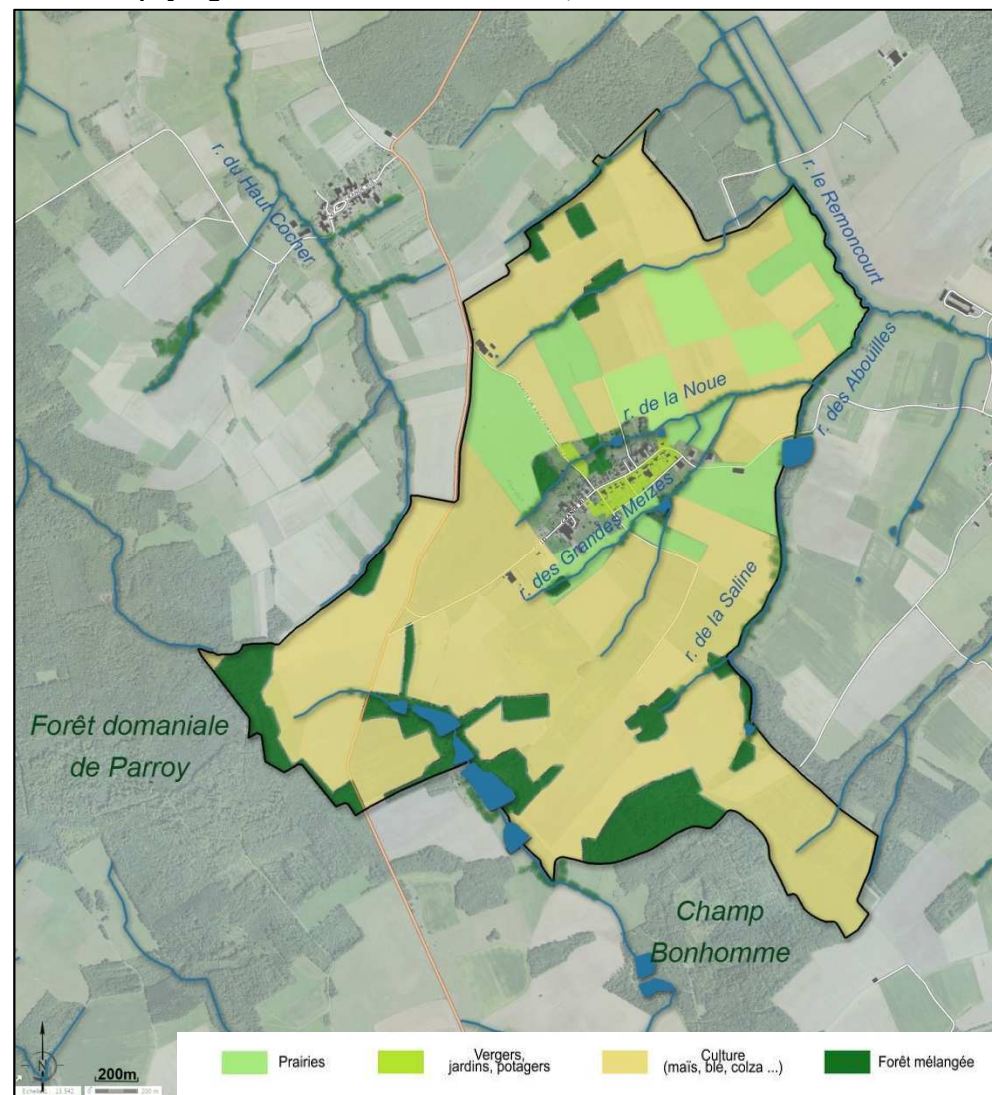 r. du Haut Cocher
r. le Remoncourt
r. des Abouilles
r. de la Noue
r. des Grandes Meizes
r. de la Saline
Forêt domaniale
de Parroy
Champ
Bonhomme
N
200m
200 m
Prairies
Vergers,
jardins, potagers
Culture
(maïs, blé, colza ...)
Forêt mélangée